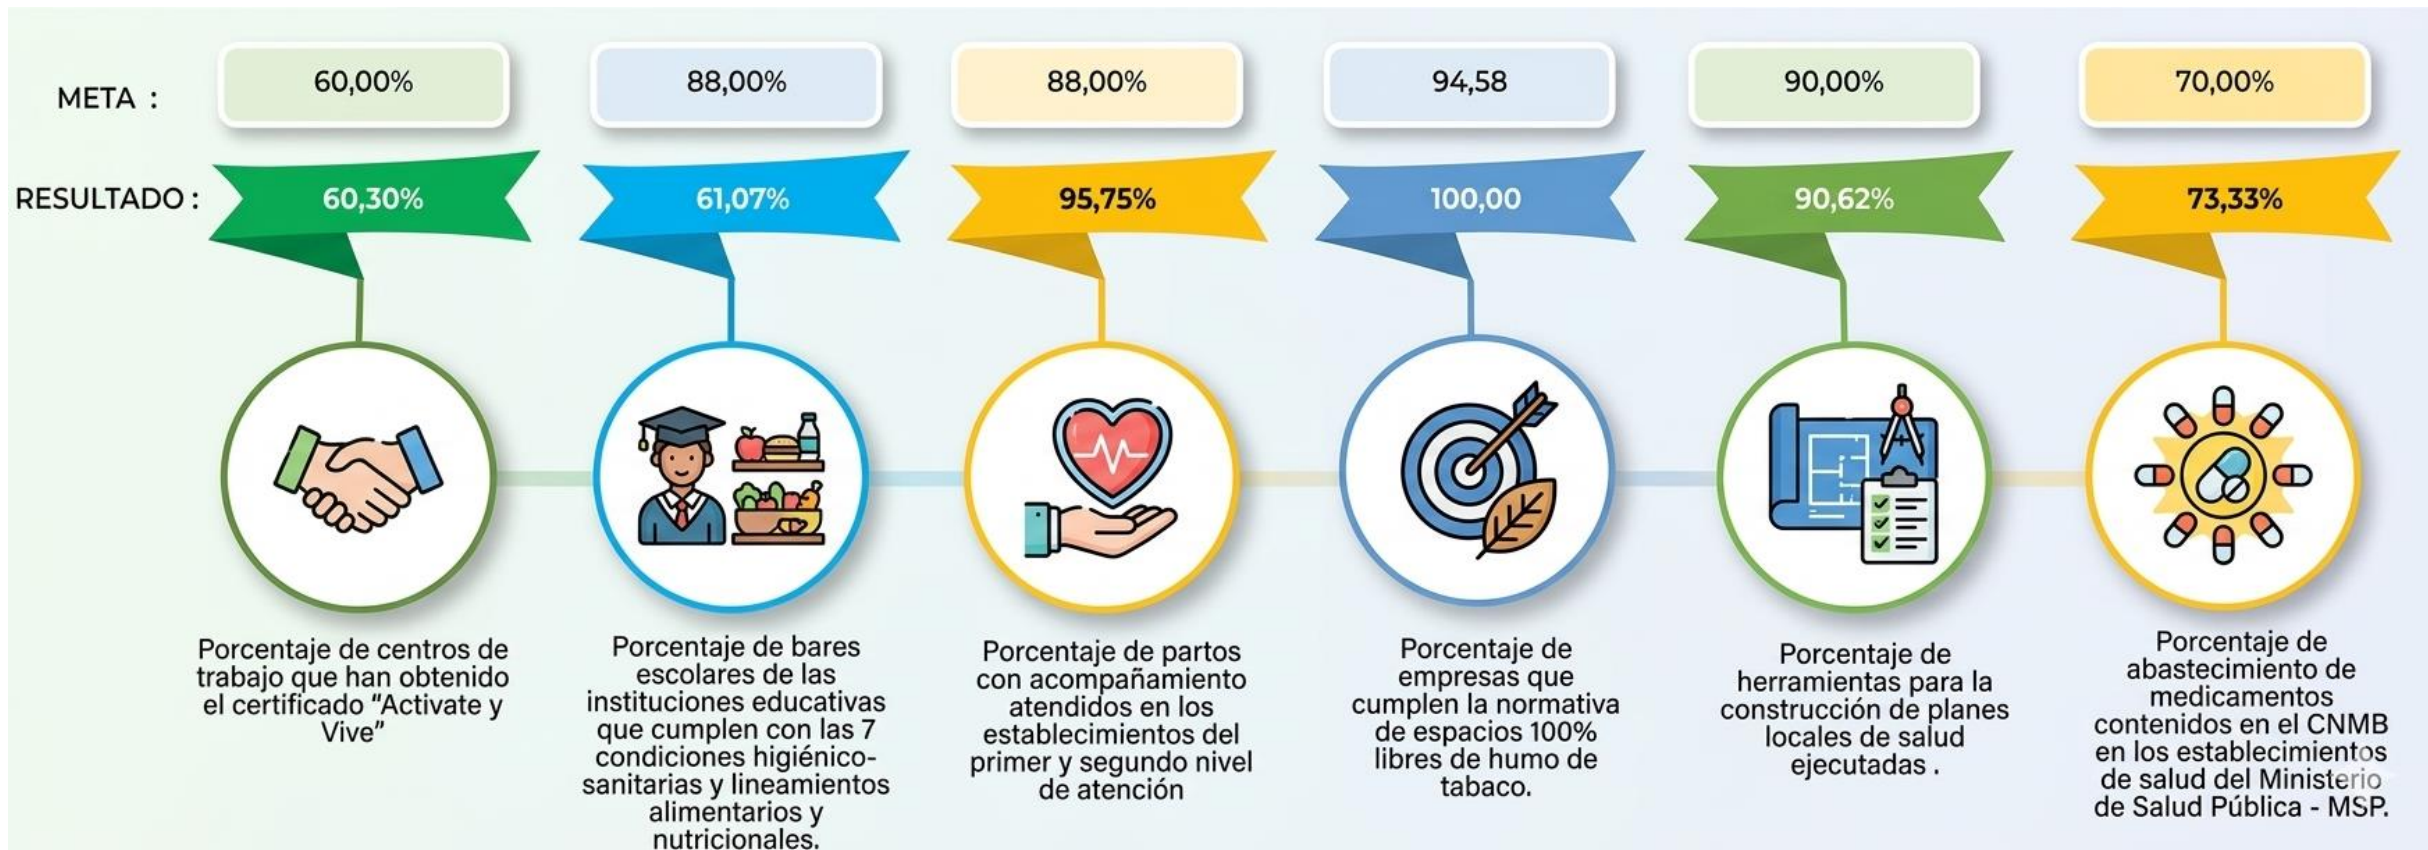 META :
60,00%
88,00%
88,00%
94,58
90,00%
70,00%
RESULTADO :
60,30%
61,07%
95,75%
100,00
90,62%
73,33%
Porcentaje de centros de
trabajo que han obtenido
el certificado "Activate y
Vive"
Porcentaje de bares
escolares de las
instituciones educativas
que cumplen con las 7
condiciones higiénico-
sanitarias y lineamientos
alimentarios y
nutricionales.
Porcentaje de partos
con acompañamiento
atendidos en los
establecimientos del
primer y segundo nivel
de atención
Porcentaje de
empresas que
cumplen la normativa
de espacios 100%
libres de humo de
tabaco.
Porcentaje de
herramientas para la
construcción de planes
locales de salud
ejecutadas .
Porcentaje de
abastecimiento de
medicamentos
contenidos en el CNMB
en los establecimientos
de salud del Ministerio
de Salud Pública - MSP.